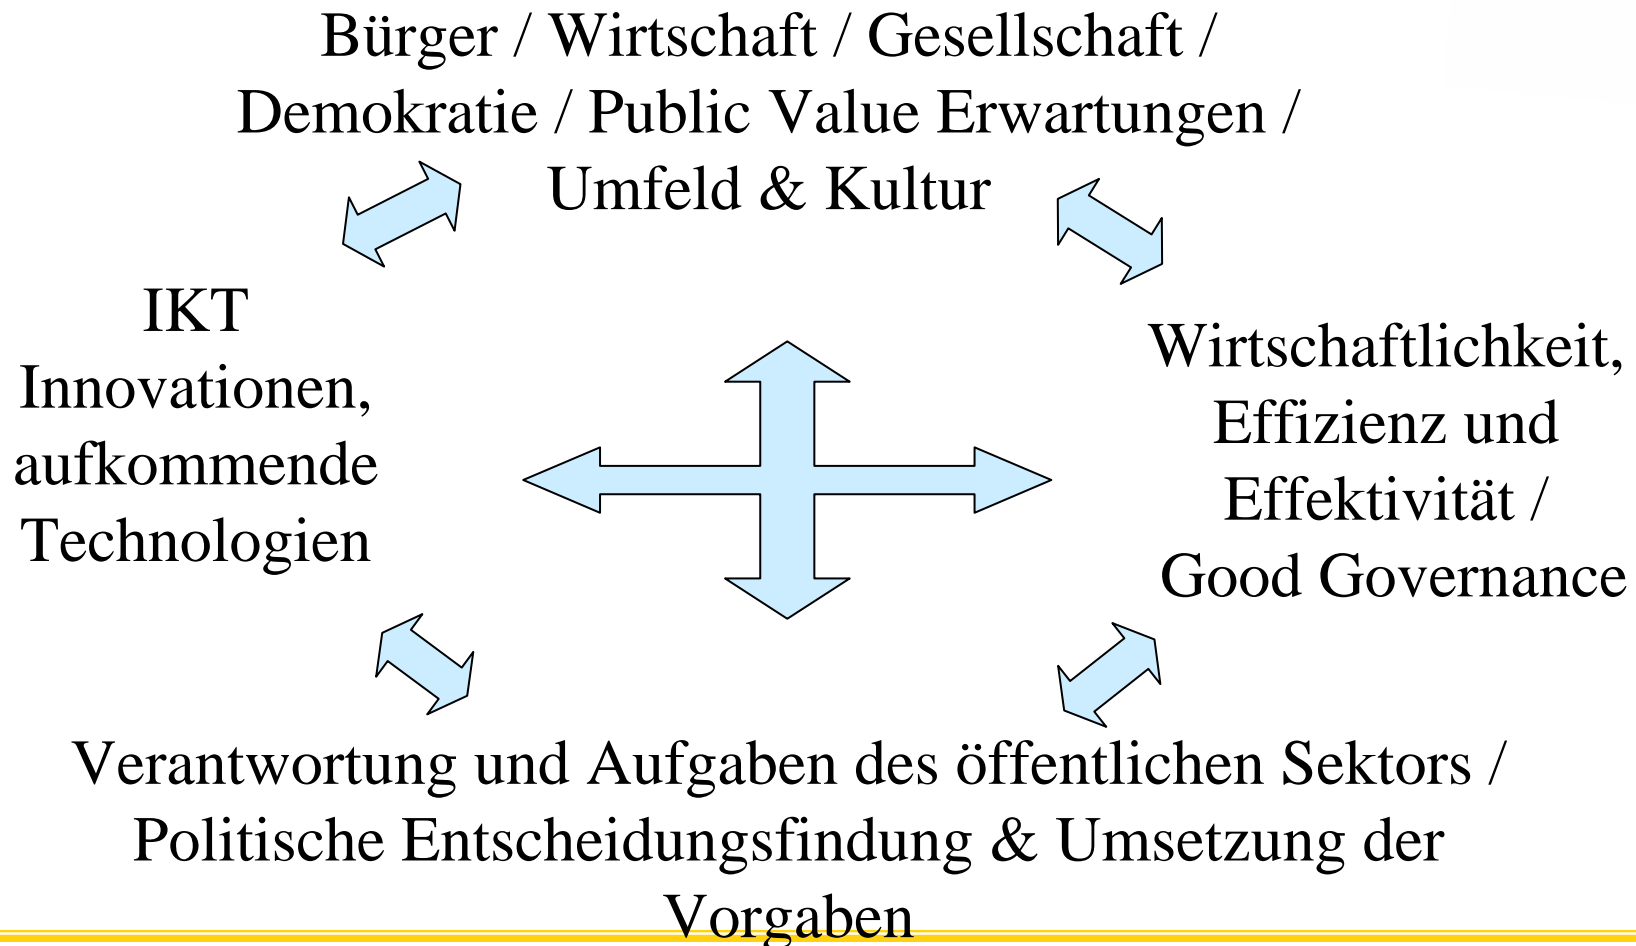 Bürger / Wirtschaft / Gesellschaft /
Demokratie / Public Value Erwartungen /
Umfeld & Kultur
IKT
Innovationen,
aufkommende
Technologien
Wirtschaftlichkeit,
Effizienz und
Effektivität /
Good Governance
Verantwortung und Aufgaben des öffentlichen Sektors /
Politische Entscheidungsfindung & Umsetzung der
Vorgaben